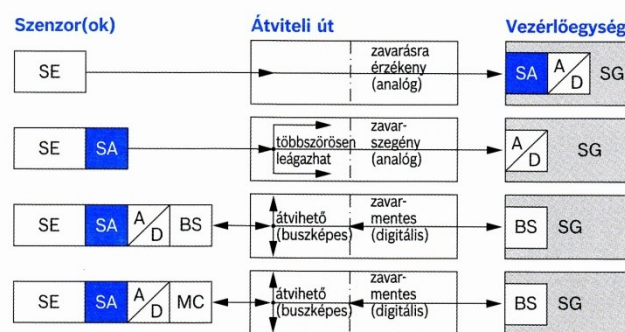 Szenzor(ok) Átviteli út Vezérlőegység
SE
zavarásra
érzékeny
(analóg)
SA A/D SG
SE SA
többszörösen
leágazhat
zavar-
szegény
(analóg)
A/D SG
SE SA A/D BS
átvihető
(buszképes)
zavar-
mentes
(digitális)
BS SG
SE SA A/D MC
átvihető
(buszképes)
zavar-
mentes
(digitális)
BS SG